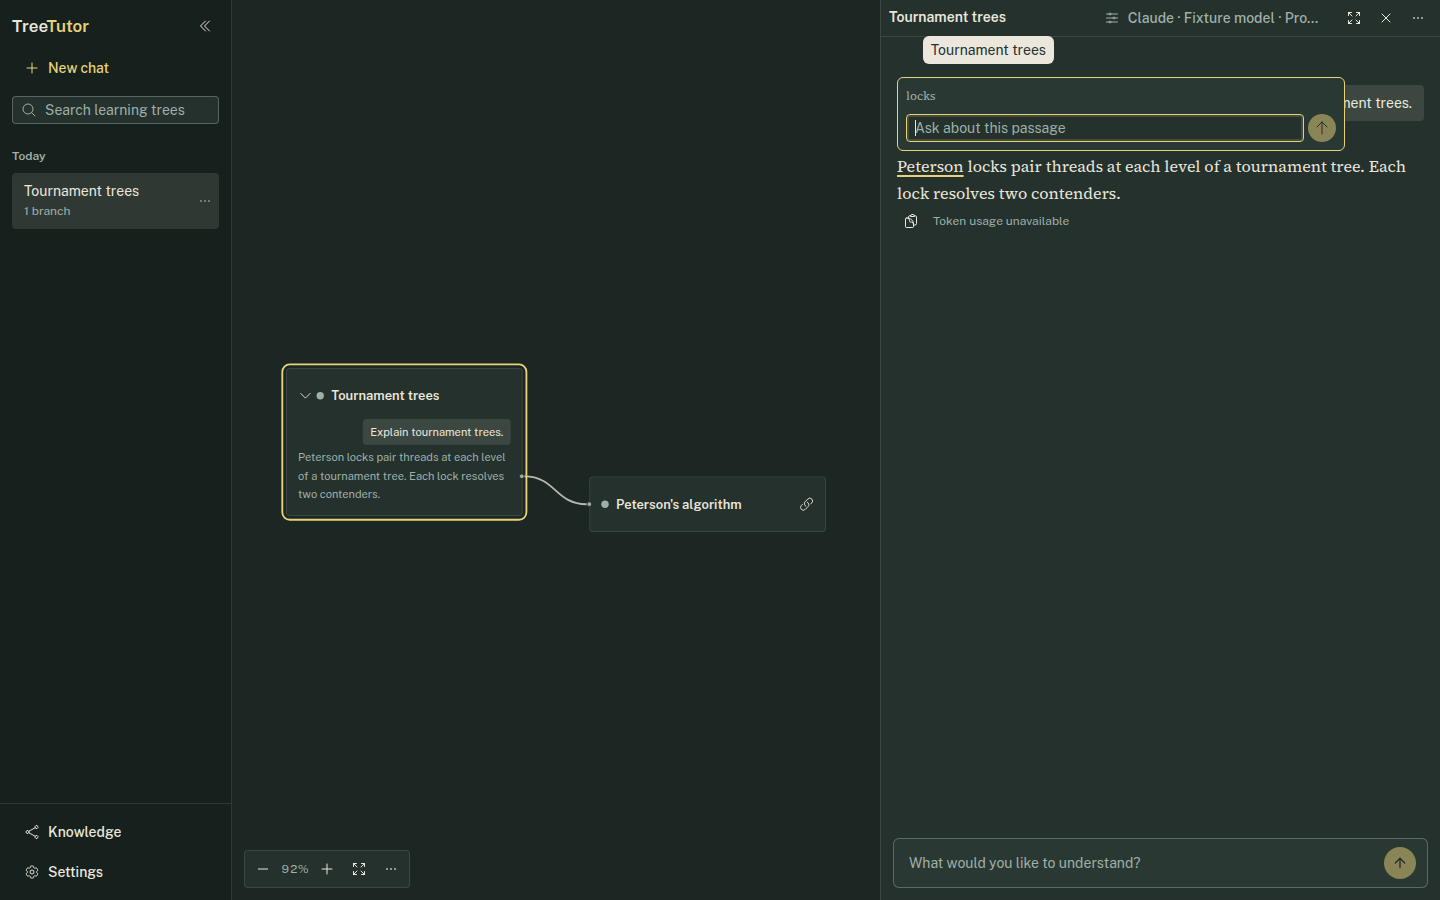 TreeTutor
New chat
Search learning trees
Today
Tournament trees
1 branch
Knowledge
Settings
Tournament trees
Explain tournament trees.
Peterson locks pair threads at each level
of a tournament tree. Each lock resolves
two contenders.
Peterson's algorithm
92%
Tournament trees
Claude · Fixture model · Pro...
Tournament trees
locks
Ask about this passage
ment trees.
Peterson locks pair threads at each level of a tournament tree. Each
lock resolves two contenders.
Token usage unavailable
What would you like to understand?